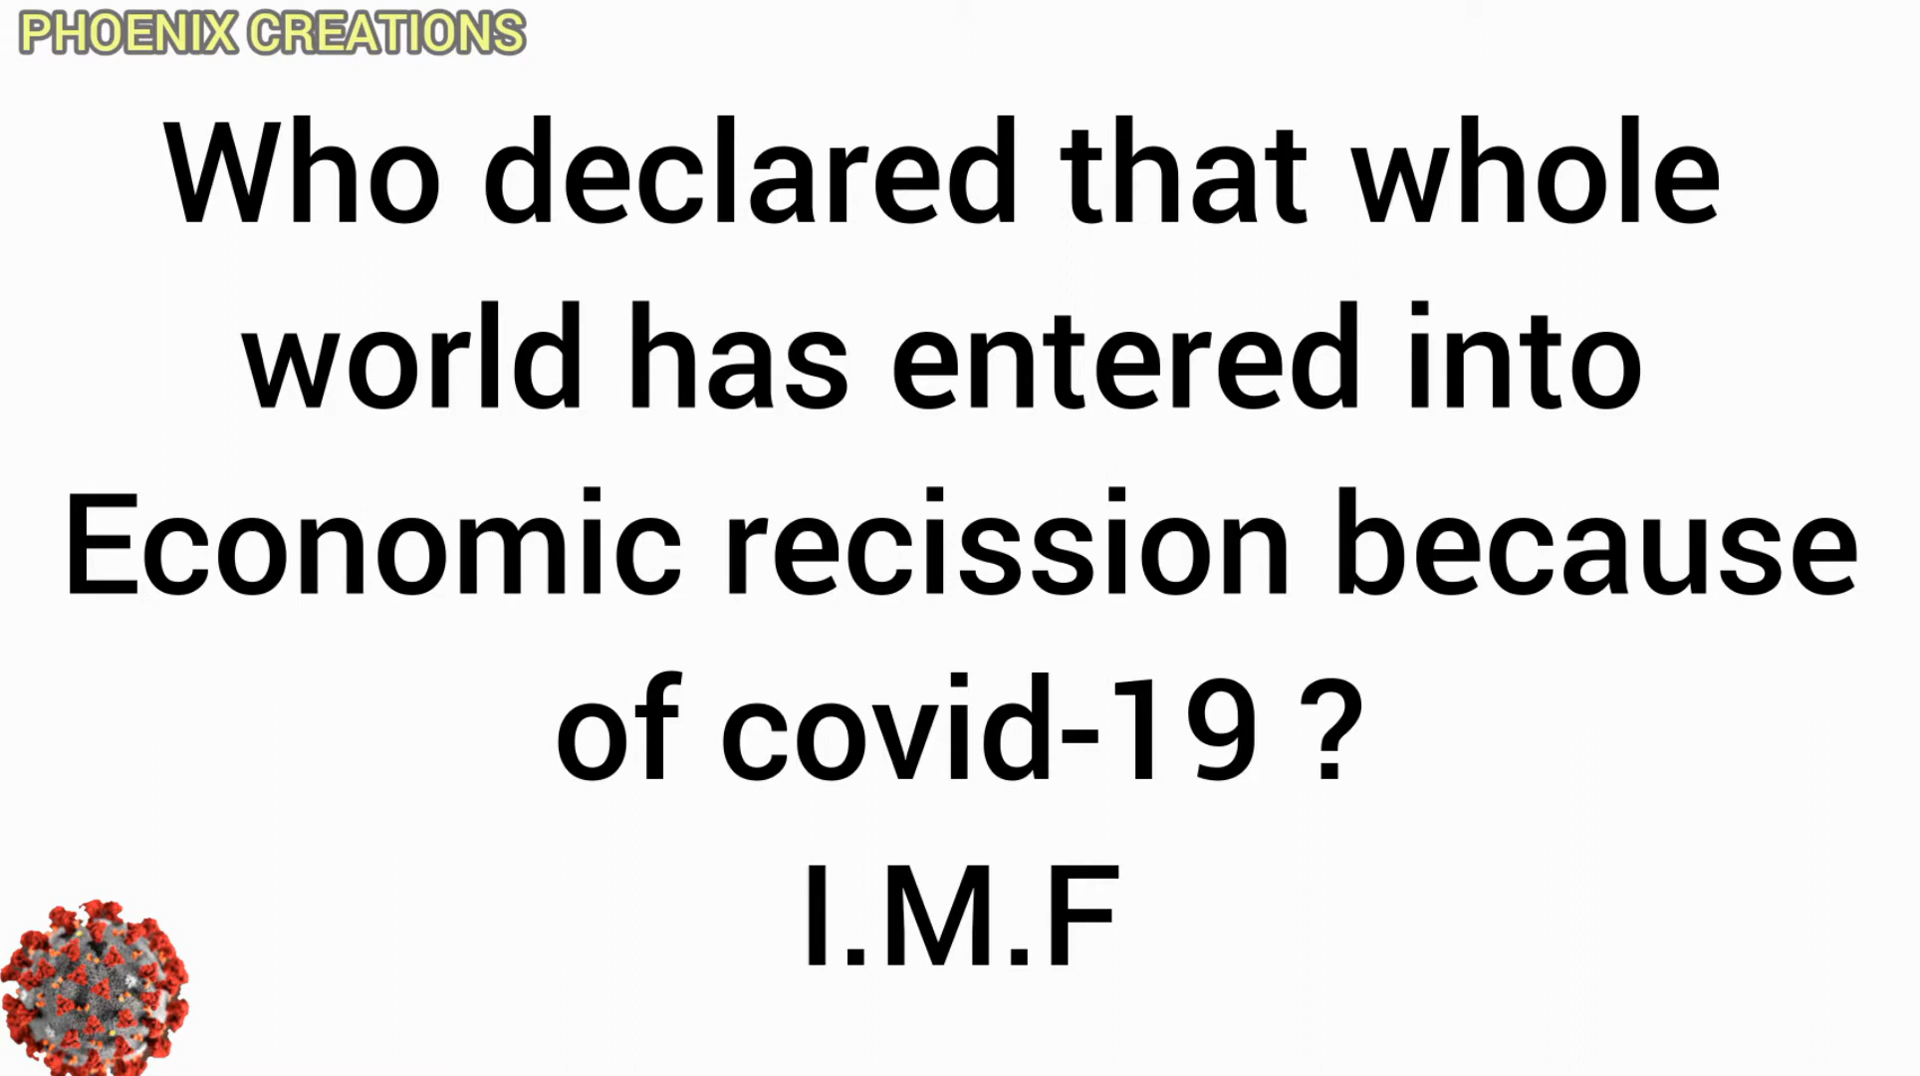 PHOENIX CREATIONS
Who declared that whole
world has entered into
Economic recission because
of covid-19 ?
I.M.F